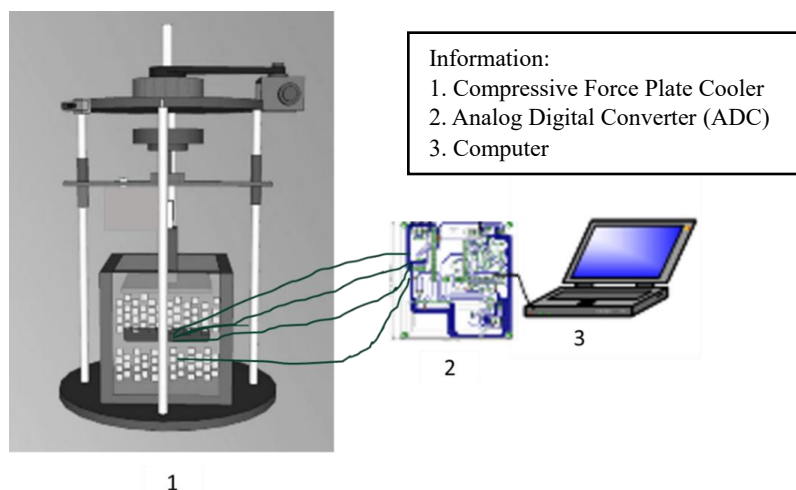 Information:
1. Compressive Force Plate Cooler
2. Analog Digital Converter (ADC)
3. Computer
3
2
1